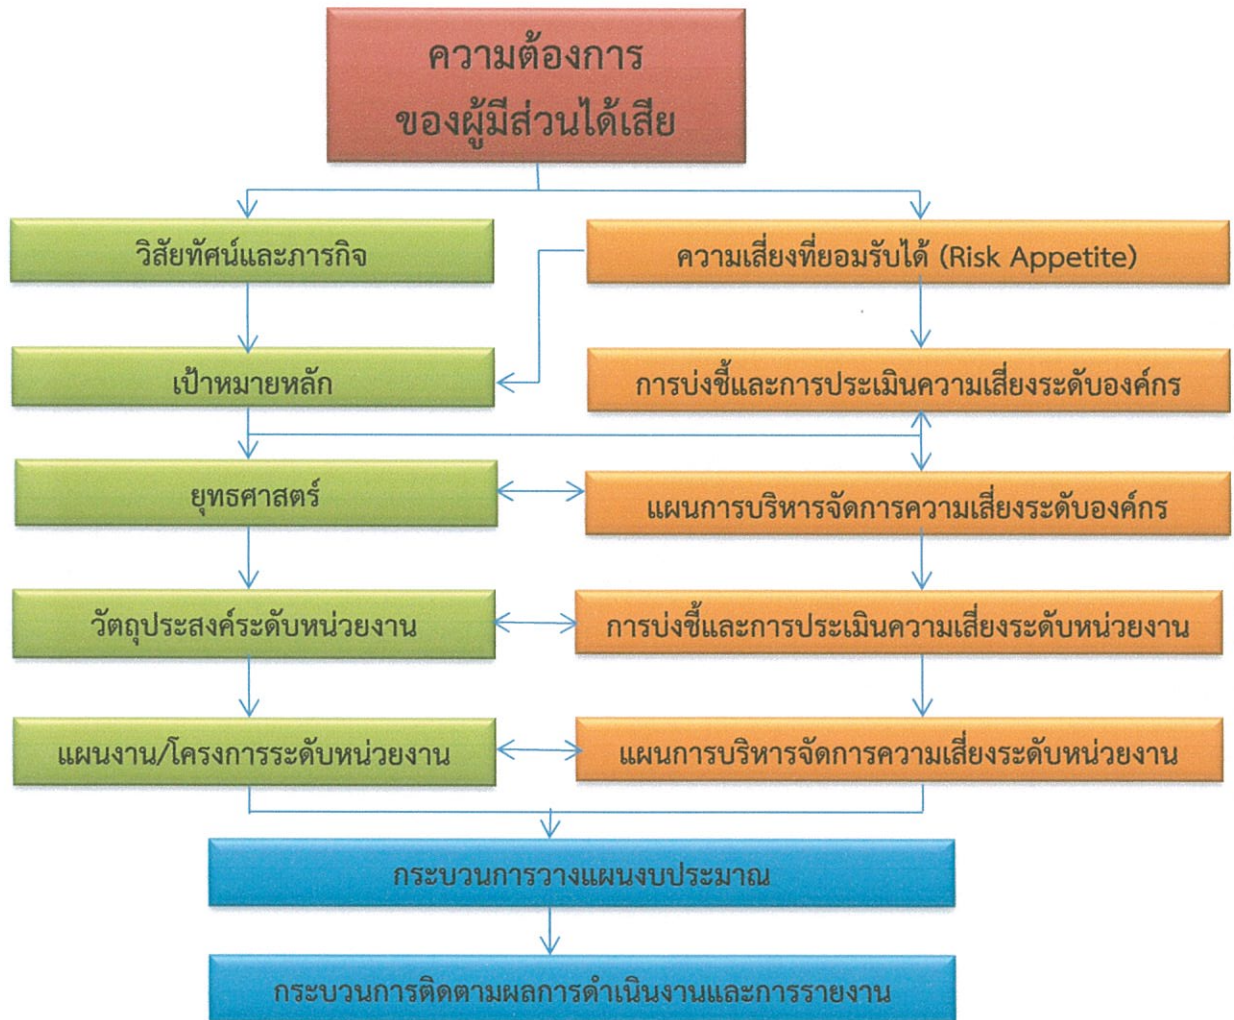 ความต้องการ
ของผู้มีส่วนได้เสีย
วิสัยทัศน์และภารกิจ
ความเสี่ยงที่ยอมรับได้ (Risk Appetite)
เป้าหมายหลัก
การบ่งชี้และการประเมินความเสี่ยงระดับองค์กร
ยุทธศาสตร์
แผนการบริหารจัดการความเสี่ยงระดับองค์กร
วัตถุประสงค์ระดับหน่วยงาน
การบ่งชี้และการประเมินความเสี่ยงระดับหน่วยงาน
แผนงาน/โครงการระดับหน่วยงาน
แผนการบริหารจัดการความเสี่ยงระดับหน่วยงาน
กระบวนการวางแผนงบประมาณ
กระบวนการติดตามผลการดำเนินงานและการรายงาน